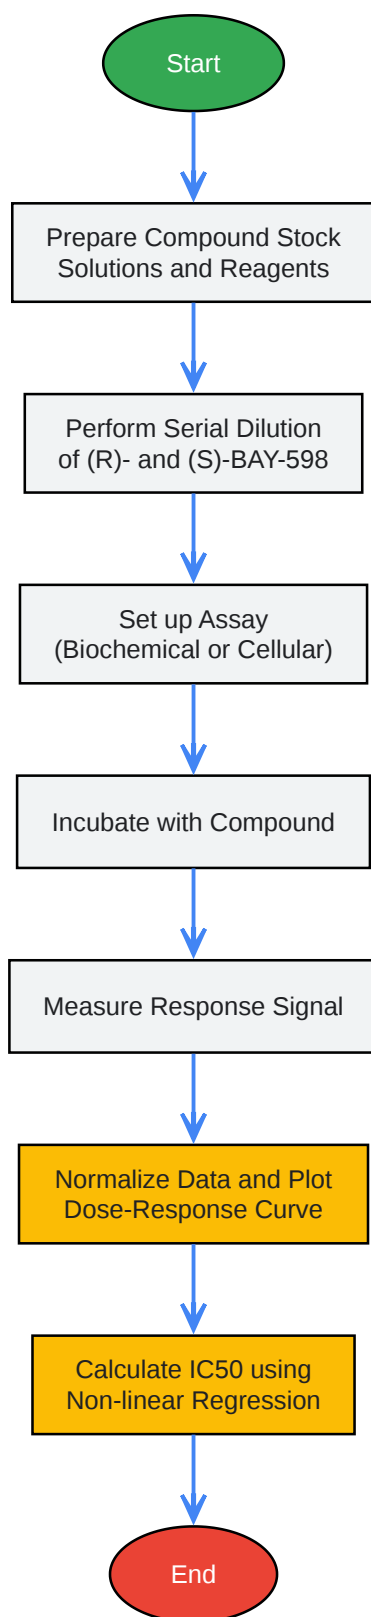 Start
Prepare Compound Stock
Solutions and Reagents
Perform Serial Dilution
of (R)- and (S)-BAY-598
Set up Assay
(Biochemical or Cellular)
Incubate with Compound
Measure Response Signal
Normalize Data and Plot
Dose-Response Curve
Calculate IC50 using
Non-linear Regression
End